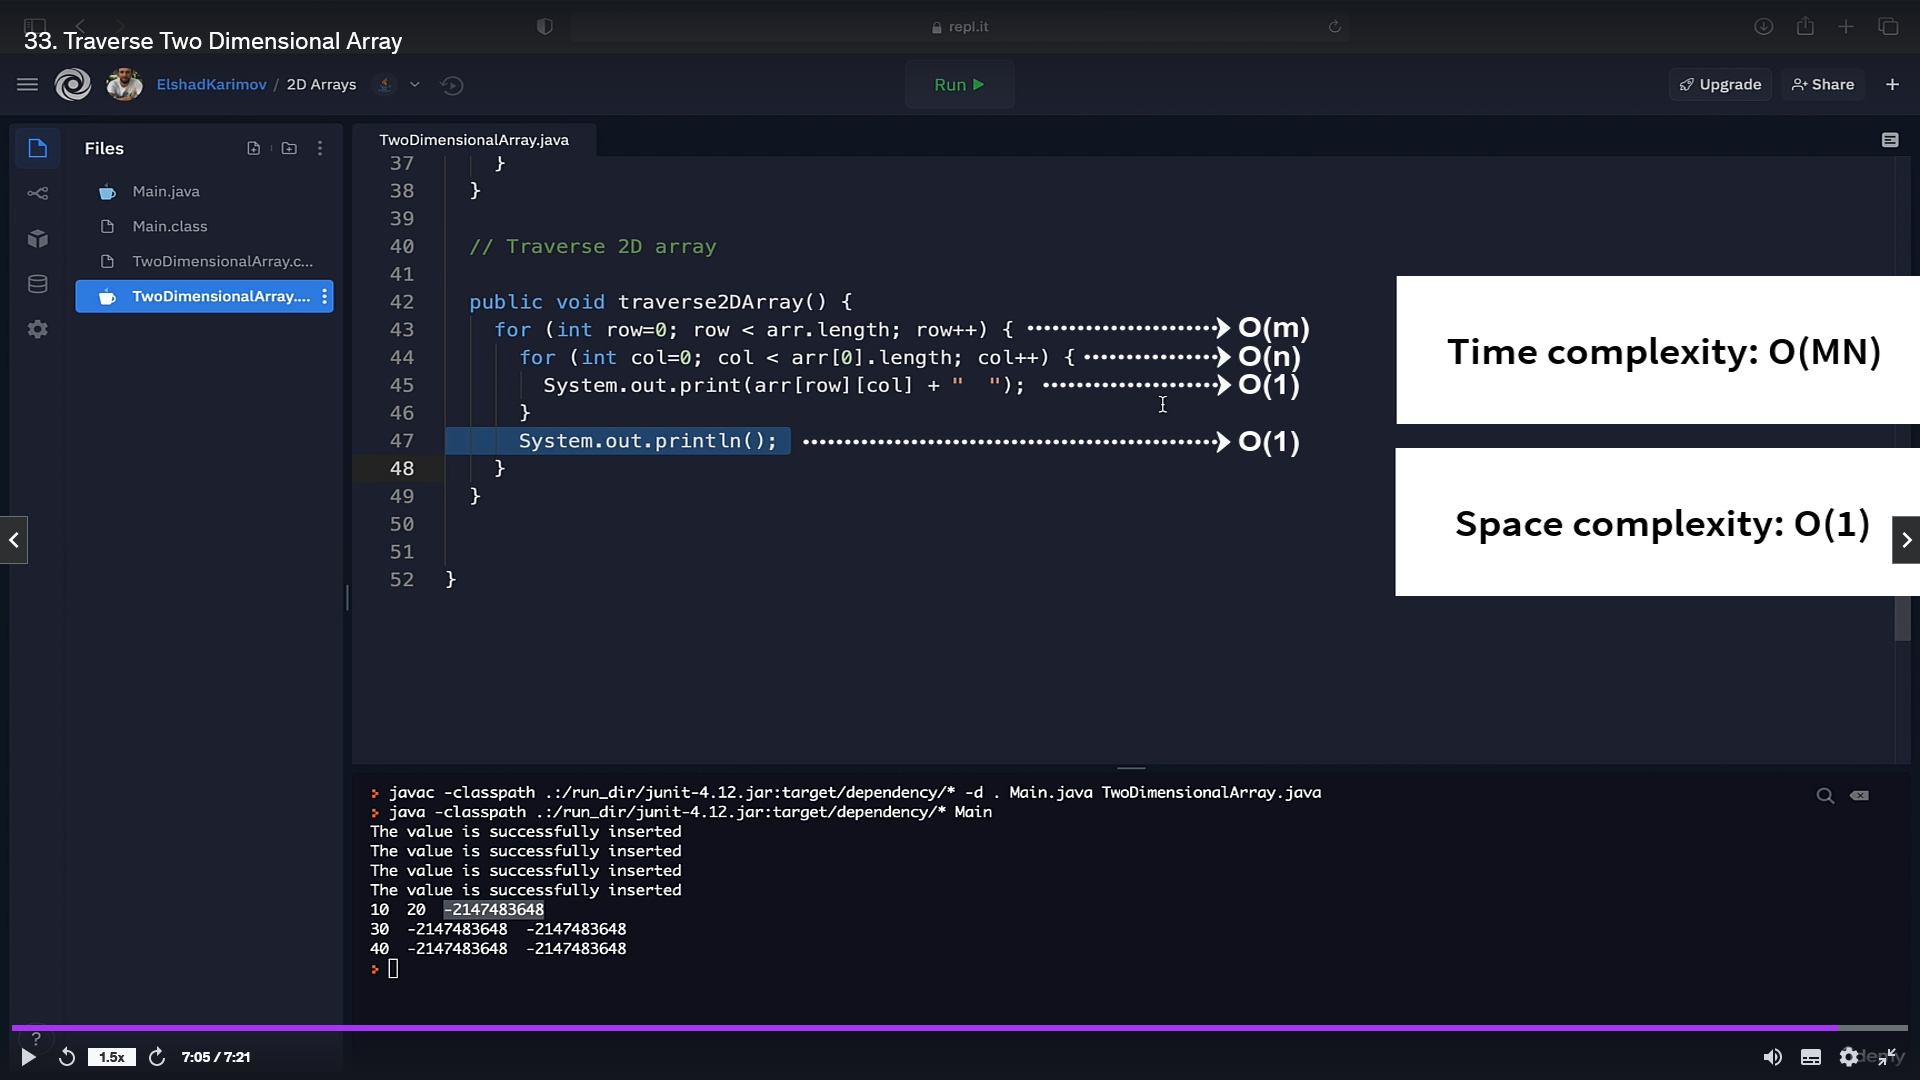 repl.it
33. Traverse Two Dimensional Array
ElshadKarimov / 2D Arrays
Run
Upgrade
Share
Files
Main.java
Main.class
TwoDimensionalArray.c...
TwoDimensionalArray....
TwoDimensionalArray.java
37 }
38 }
39
40 // Traverse 2D array
41
42 public void traverse2DArray() {
43 for (int row=0; row < arr.length; row++) { O(m)
44 for (int col=0; col < arr[0].length; col++) { O(n)
45 System.out.print(arr[row][col] + "  "); O(1)
46 }
47 System.out.println(); O(1)
48 }
49 }
50
51
52 }
Time complexity: O(MN)
Space complexity: O(1)
> javac -classpath .:/run_dir/junit-4.12.jar:target/dependency/* -d . Main.java TwoDimensionalArray.java
> java -classpath .:/run_dir/junit-4.12.jar:target/dependency/* Main
The value is successfully inserted
The value is successfully inserted
The value is successfully inserted
The value is successfully inserted
10  20  -2147483648
30  -2147483648  -2147483648
40  -2147483648  -2147483648
>
?
1.5x
7:05 / 7:21